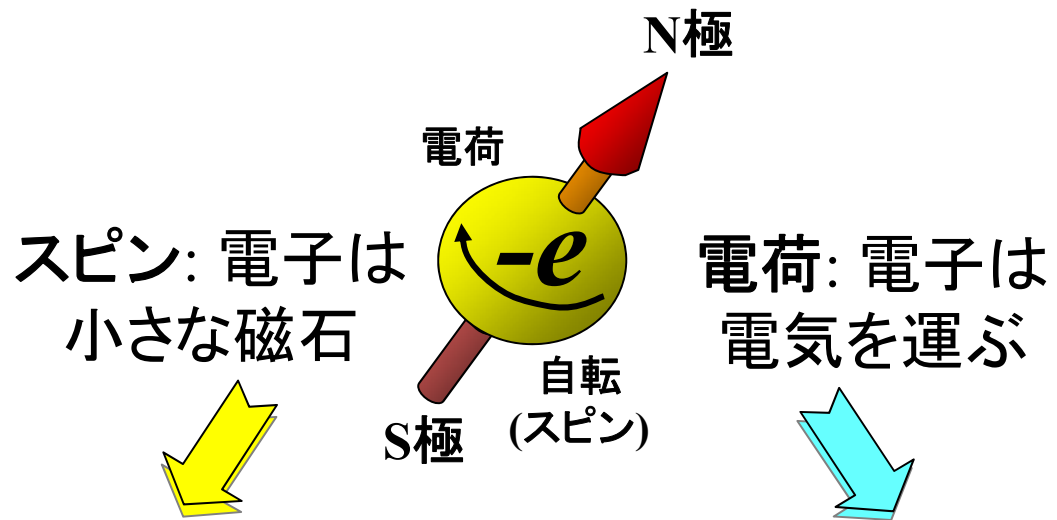 N極
電荷
スピン: 電子は
小さな磁石
-e
電荷: 電子は
電気を運ぶ
自転
(スピン)
S極